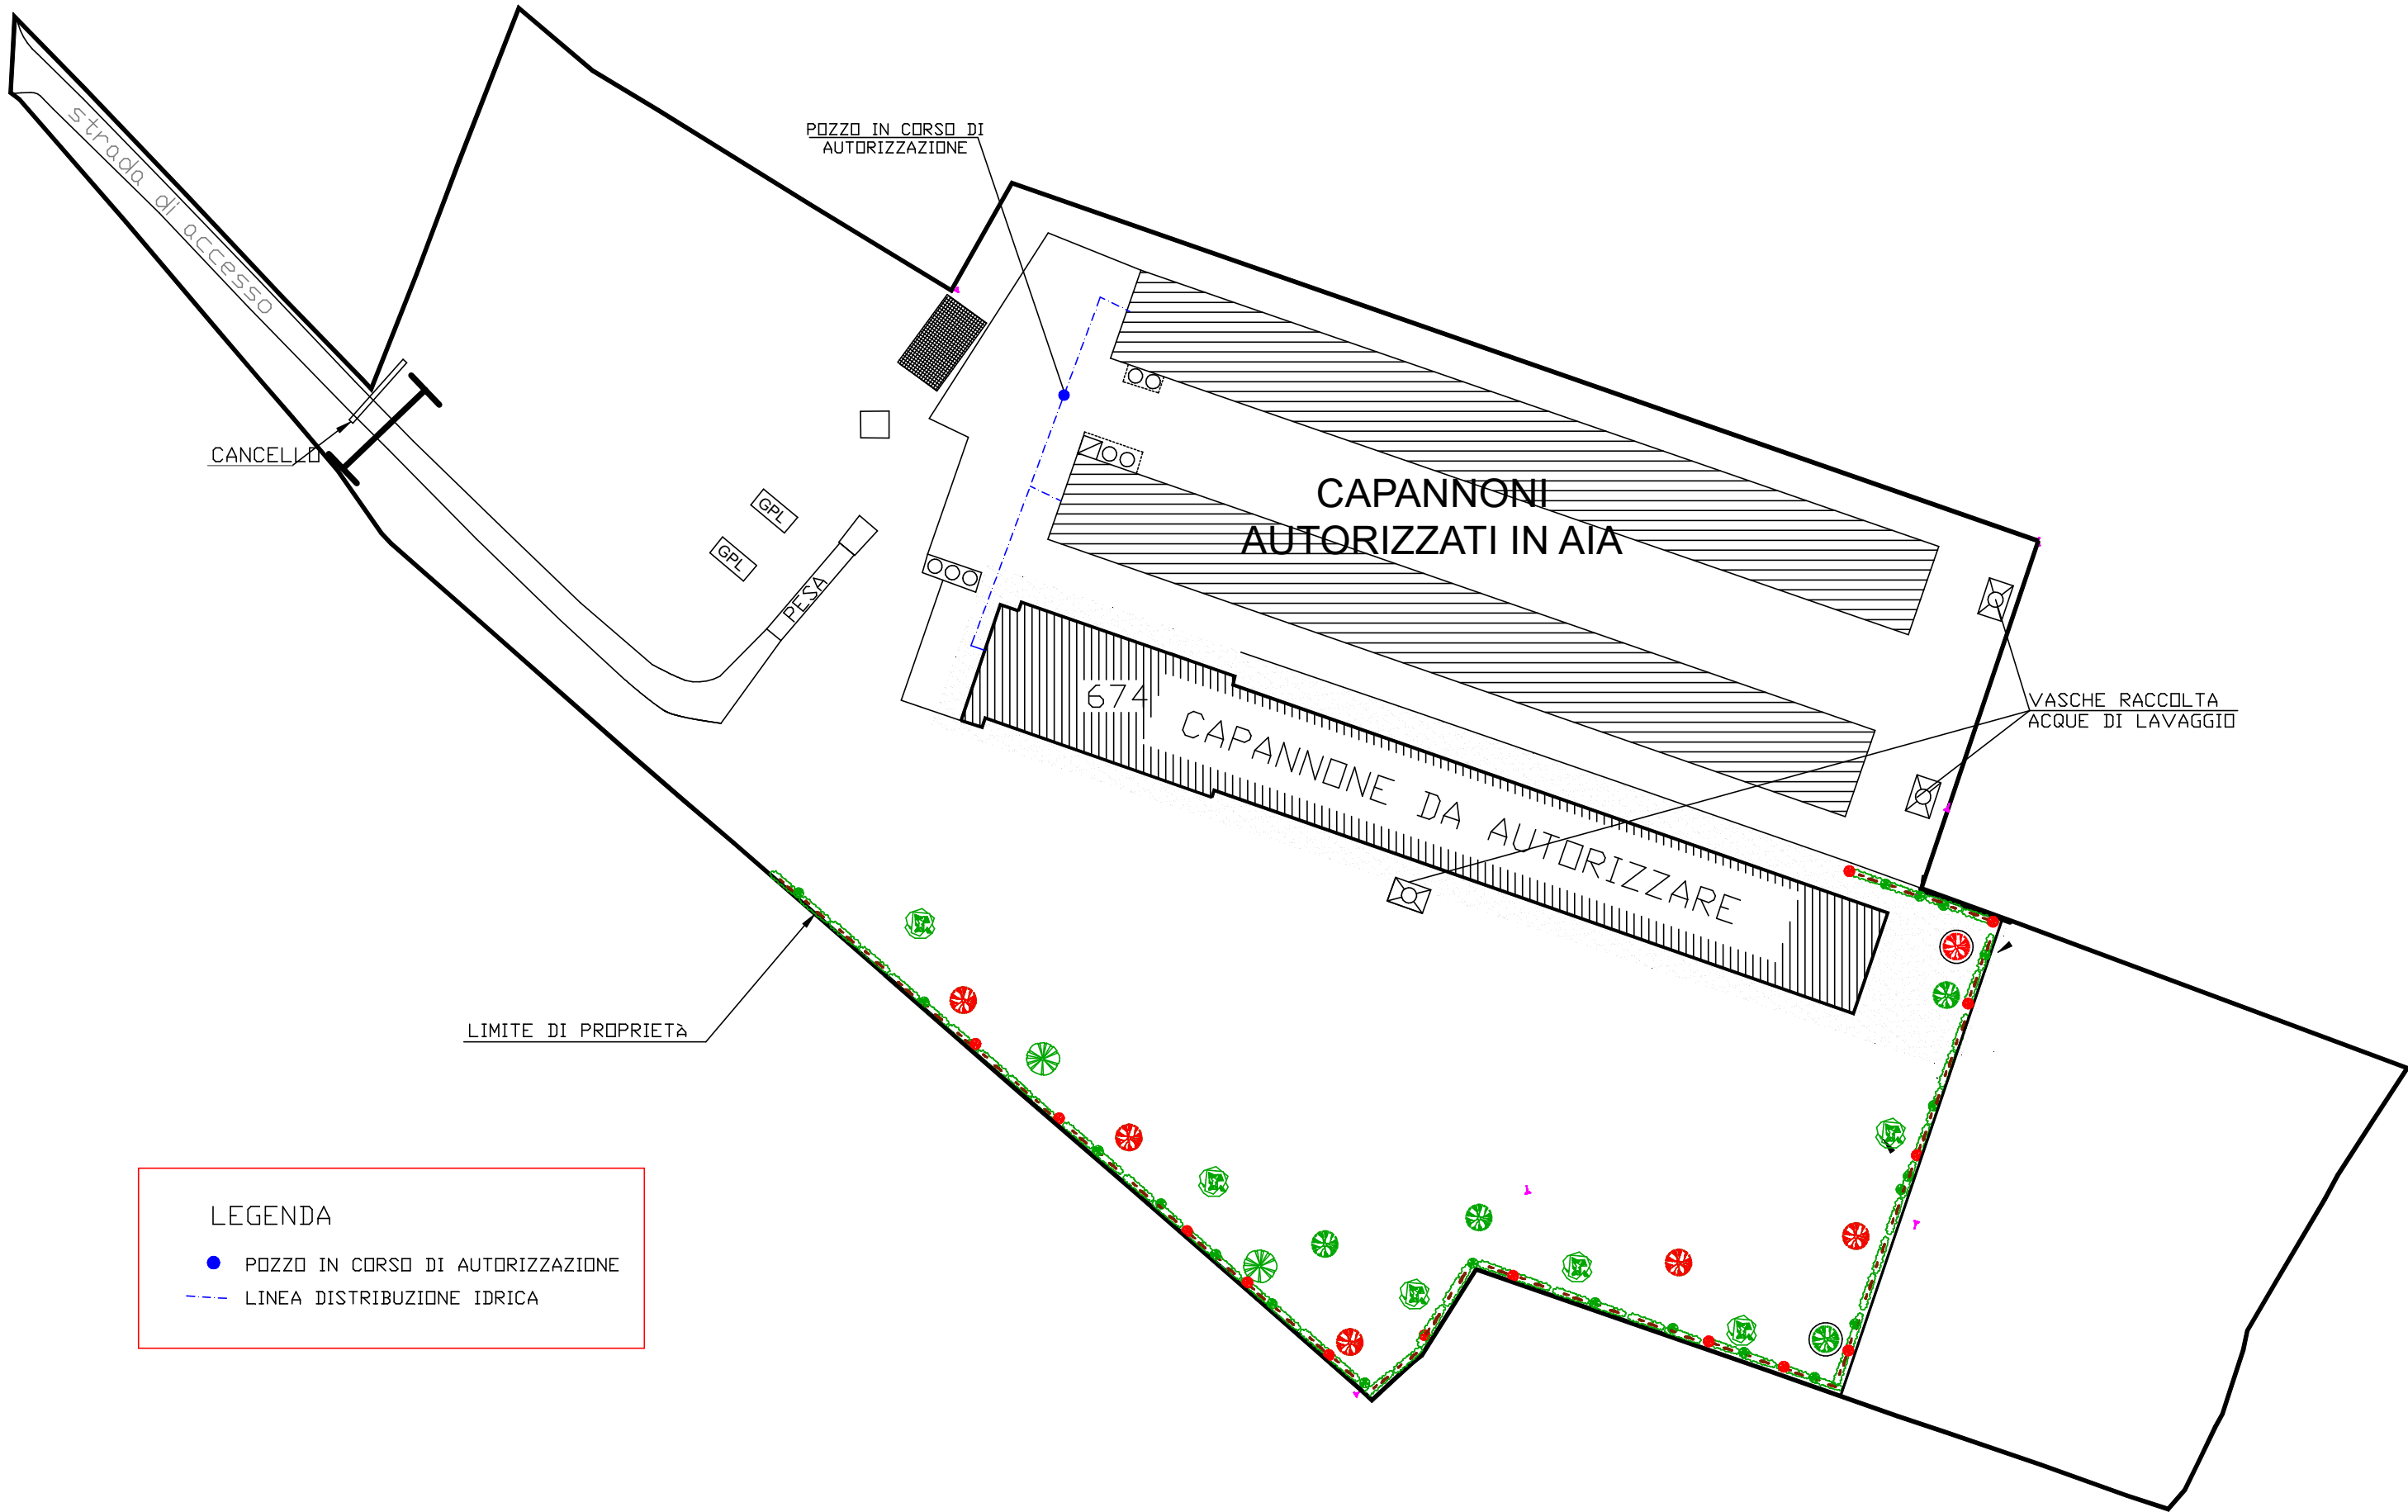 strada di accesso
POZZO IN CORSO DI
AUTORIZZAZIONE
CANCELLO
GPL
GPL
PESA
CAPANNONI
AUTORIZZATI IN AIA
674
CAPANNONE DA AUTORIZZARE
VASCHE RACCOLTA
ACQUE DI LAVAGGIO
LIMITE DI PROPRIETà
LEGENDA
POZZO IN CORSO DI AUTORIZZAZIONE
LINEA DISTRIBUZIONE IDRICA